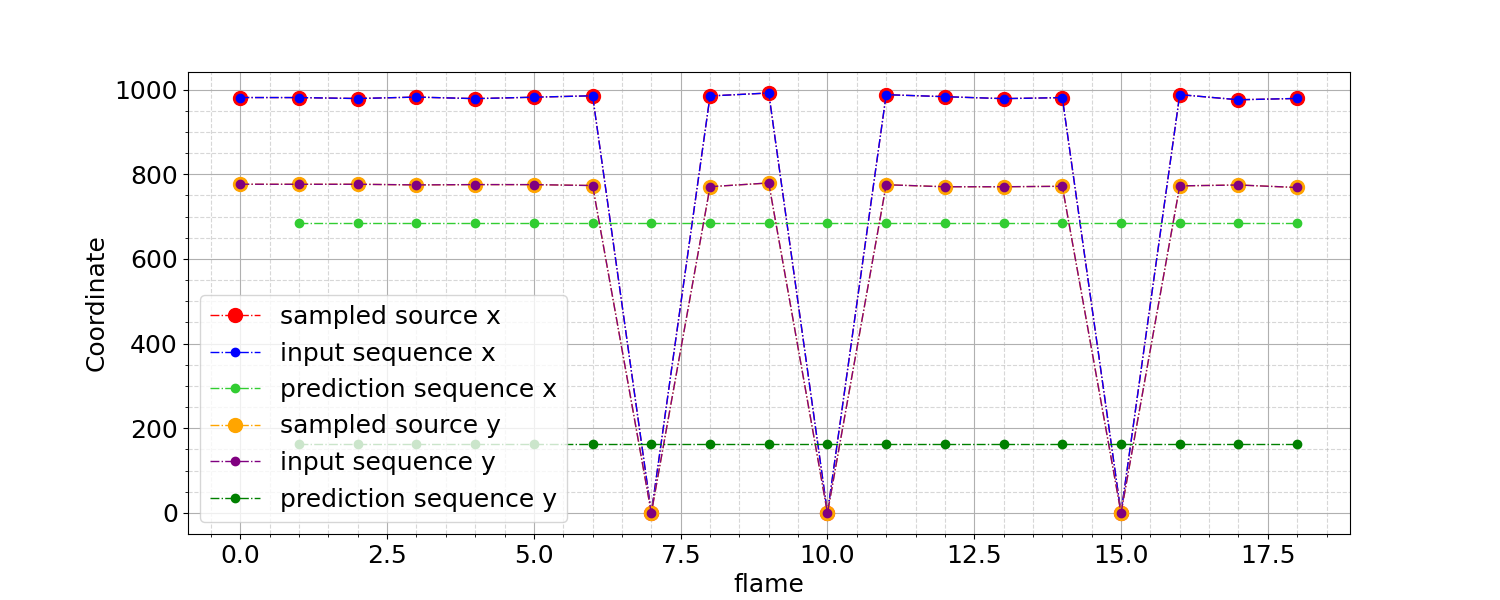 1000
800
600
400
200
0
Coordinate
sampled source x
input sequence x
prediction sequence x
sampled source y
input sequence y
prediction sequence y
0.0 2.5 5.0 7.5 10.0 12.5 15.0 17.5
flame